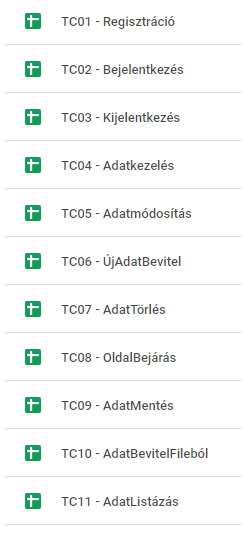 TC01 - Regisztráció
TC02 - Bejelentkezés
TC03 - Kijelentkezés
TC04 - Adatkezelés
TC05 - Adatmódosítás
TC06 - ÚjAdatBevitel
TC07 - AdatTörlés
TC08 - OldalBejárás
TC09 - AdatMentés
TC10 - AdatBevitelFileból
TC11 - AdatListázás